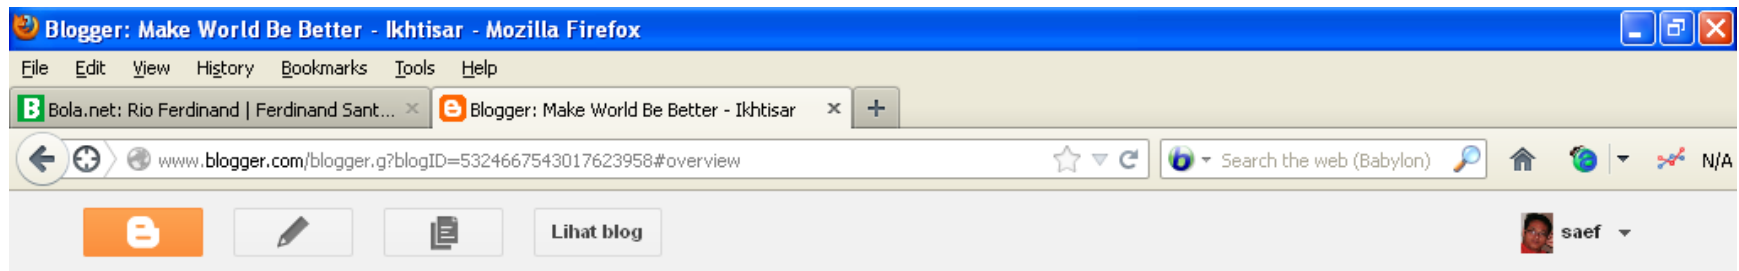 Blogger: Make World Be Better - Ikhtisar - Mozilla Firefox
File Edit View History Bookmarks Tools Help
B Bola.net: Rio Ferdinand | Ferdinand Sant... Blogger: Make World Be Better - Ikhtisar
www.blogger.com/blogger.g?blogID=5324667543017623958#overview Search the web (Babylon) N/A
Lihat blog saef